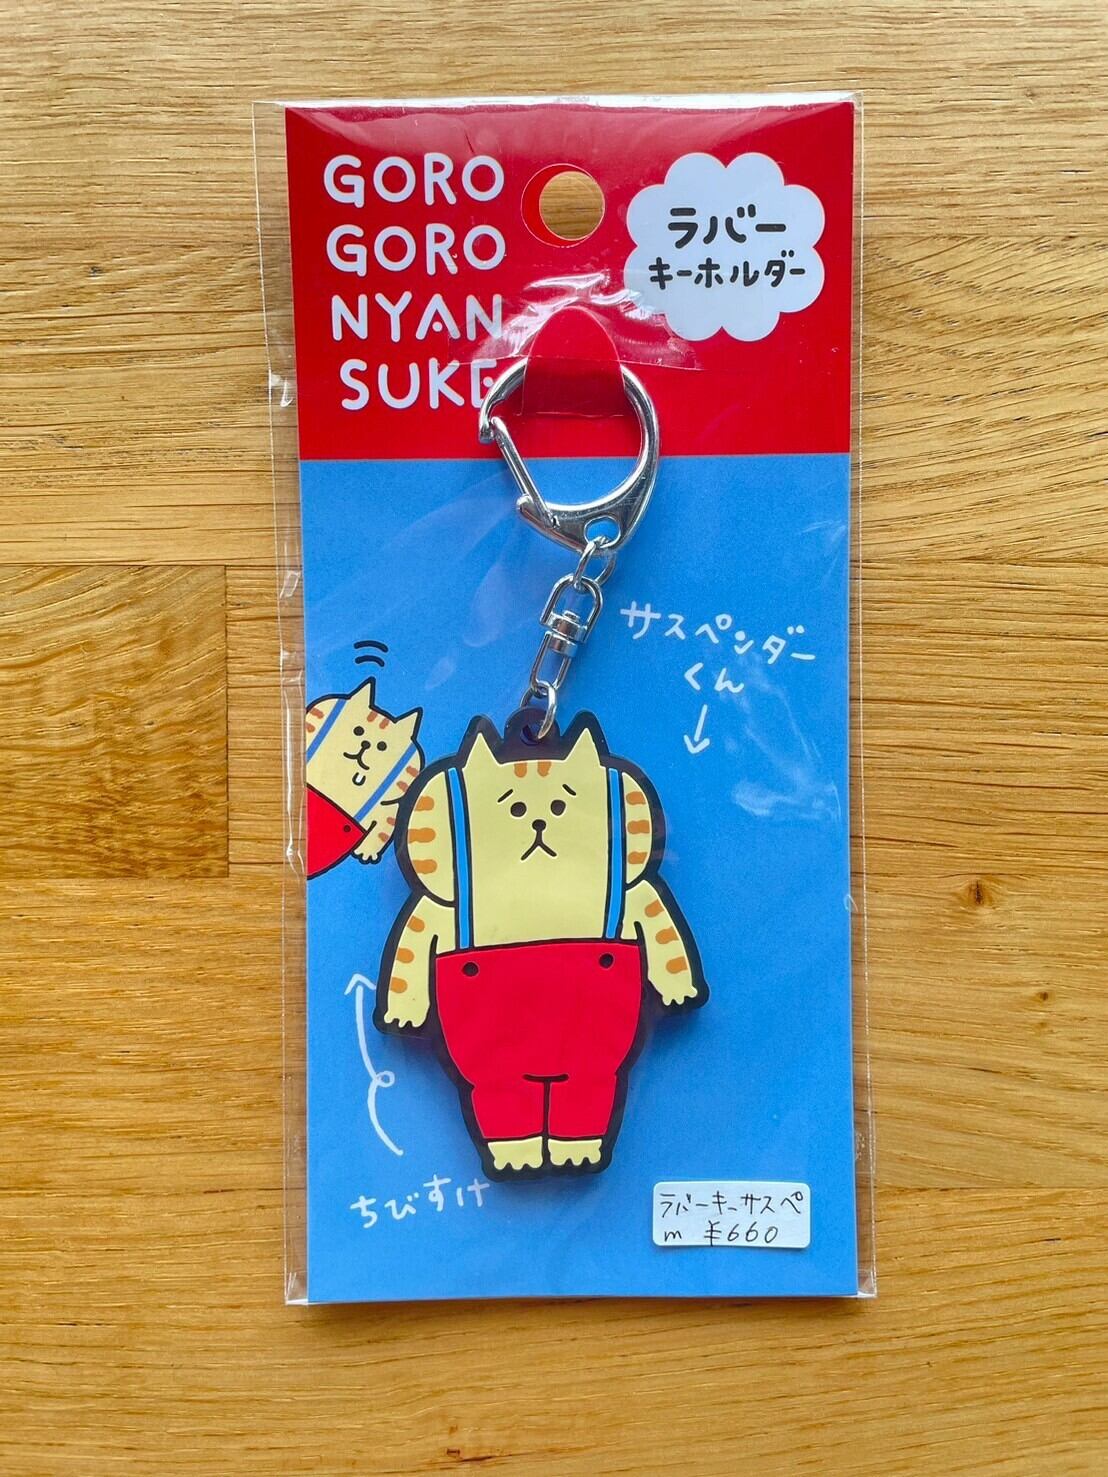 GORO
GORO
NYAN
SUKE
ラバー
キーホルダー
サスペンダー
くん
ちびすけ
ラバーキーサスペ
m ¥660